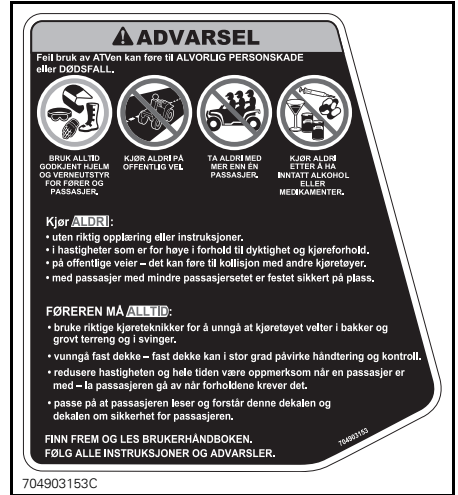 ADVARSEL
Feil bruk av ATVen kan føre til ALVORLIG PERSONSKADE
eller DØDSFALL.
BRUK ALLTID
GODKJENT HJELM
OG VERNEUTSTYR
FOR FØRER OG
PASSASJER.
KJØR ALDRI PÅ
OFFENTLIG VEI.
TA ALDRI MED
MER ENN ÉN
PASSASJER.
KJØR ALDRI
ETTER Å HA
INNTATT ALKOHOL
ELLER
MEDIKAMENTER.
Kjør ALDRI:
• uten riktig opplæring eller instruksjoner.
• i hastigheter som er for høye i forhold til dyktighet og kjøreforhold.
• på offentlige veier – det kan føre til kollisjon med andre kjøretøyer.
• med passasjer med mindre passasjersetet er festet sikkert på plass.
FØREREN MÅ ALLTID:
• bruke riktige kjøreteknikker for å unngå at kjøretøyet velter i bakker og
grovt terreng og i svinger.
• vunngå fast dekke – fast dekke kan i stor grad påvirke håndtering og kontroll.
• redusere hastigheten og hele tiden være oppmerksom når en passasjer er
med – la passasjeren gå av når forholdene krever det.
• passe på at passasjeren leser og forstår denne dekalen og
dekalen om sikkerhet for passasjeren.
FINN FREM OG LES BRUKERHÅNDBOKEN.
FØLG ALLE INSTRUKSJONER OG ADVARSLER.
704903153
704903153C